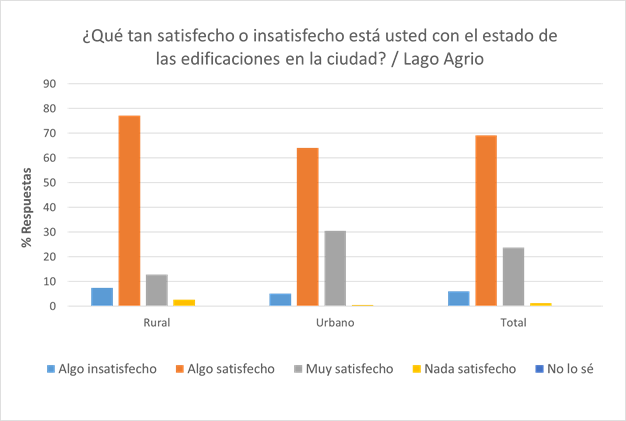 ¿Qué tan satisfecho o insatisfecho está usted con el estado de
las edificaciones en la ciudad? / Lago Agrio
90
80
70
60
50
40
30
20
10
0
% Respuestas
Rural Urbano Total
Algo insatisfecho Algo satisfecho Muy satisfecho Nada satisfecho No lo sé